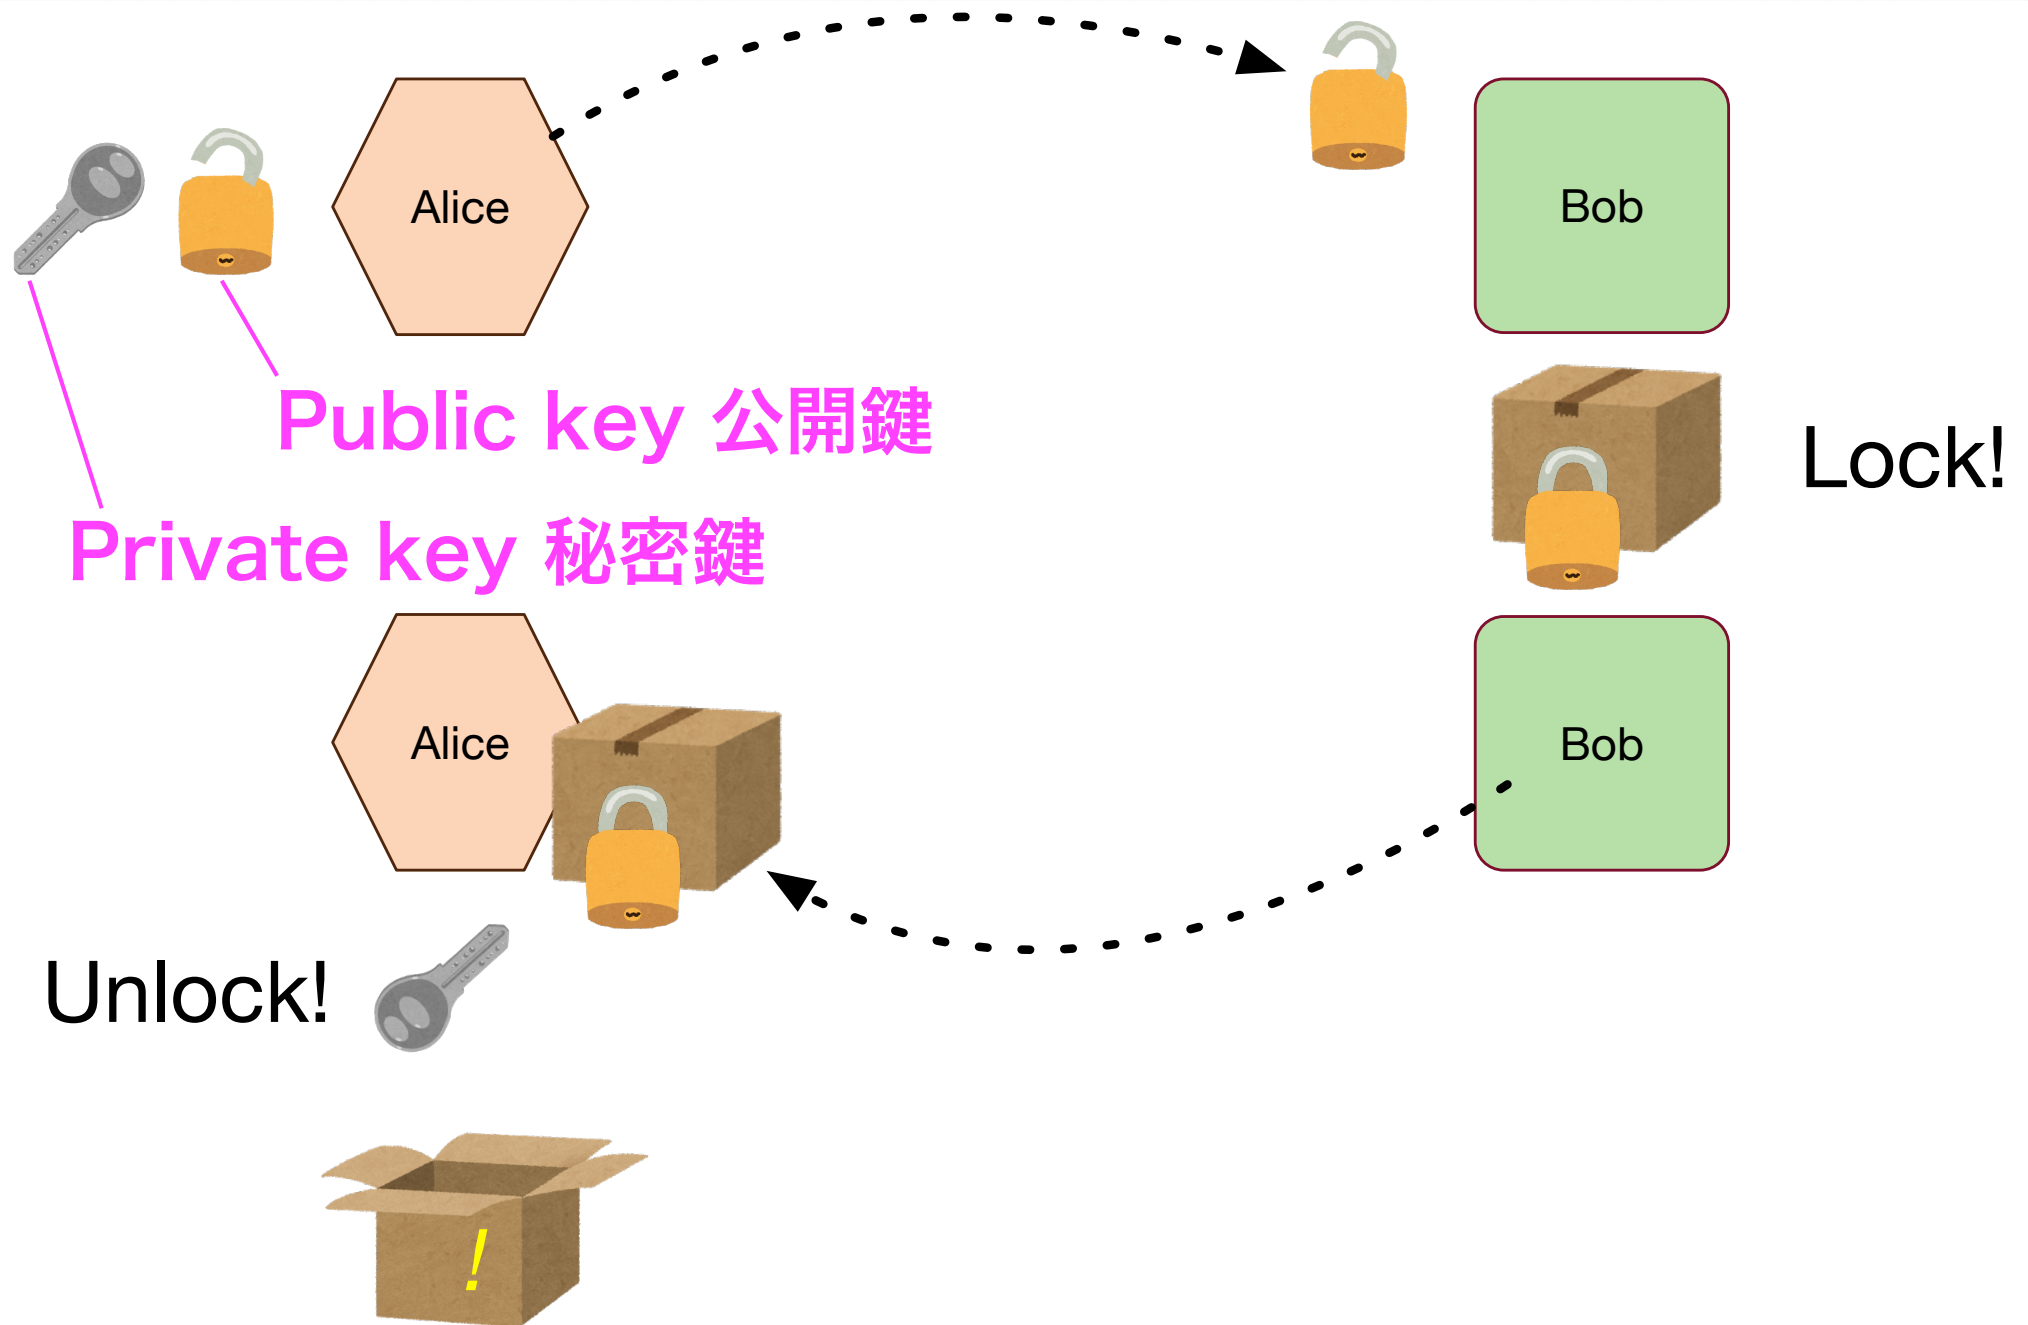 Alice
Bob
Public key 公開鍵
Lock!
Private key 秘密鍵
Alice
Bob
Unlock!
!